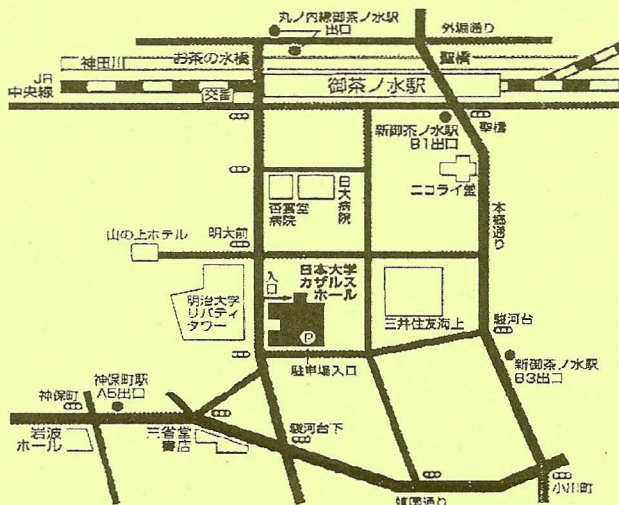 丸ノ内線御茶ノ水駅
出口
外堀通り
神田川
お茶の水橋
聖橋
JR
中央線
交番
御茶ノ水駅
新御茶ノ水駅
B1出口
聖橋
ニコライ堂
杏雲堂
病院
日大
病院
本郷通り
山の上ホテル
明大前
入口
日本大学
カザルス
ホール
明治大学
リバティ
タワー
三井住友海上
駿河台
P
駐車場入口
新御茶ノ水駅
B3出口
神保町駅
A5出口
神保町
岩波
ホール
三省堂
書店
駿河台下
靖国通り
小川町